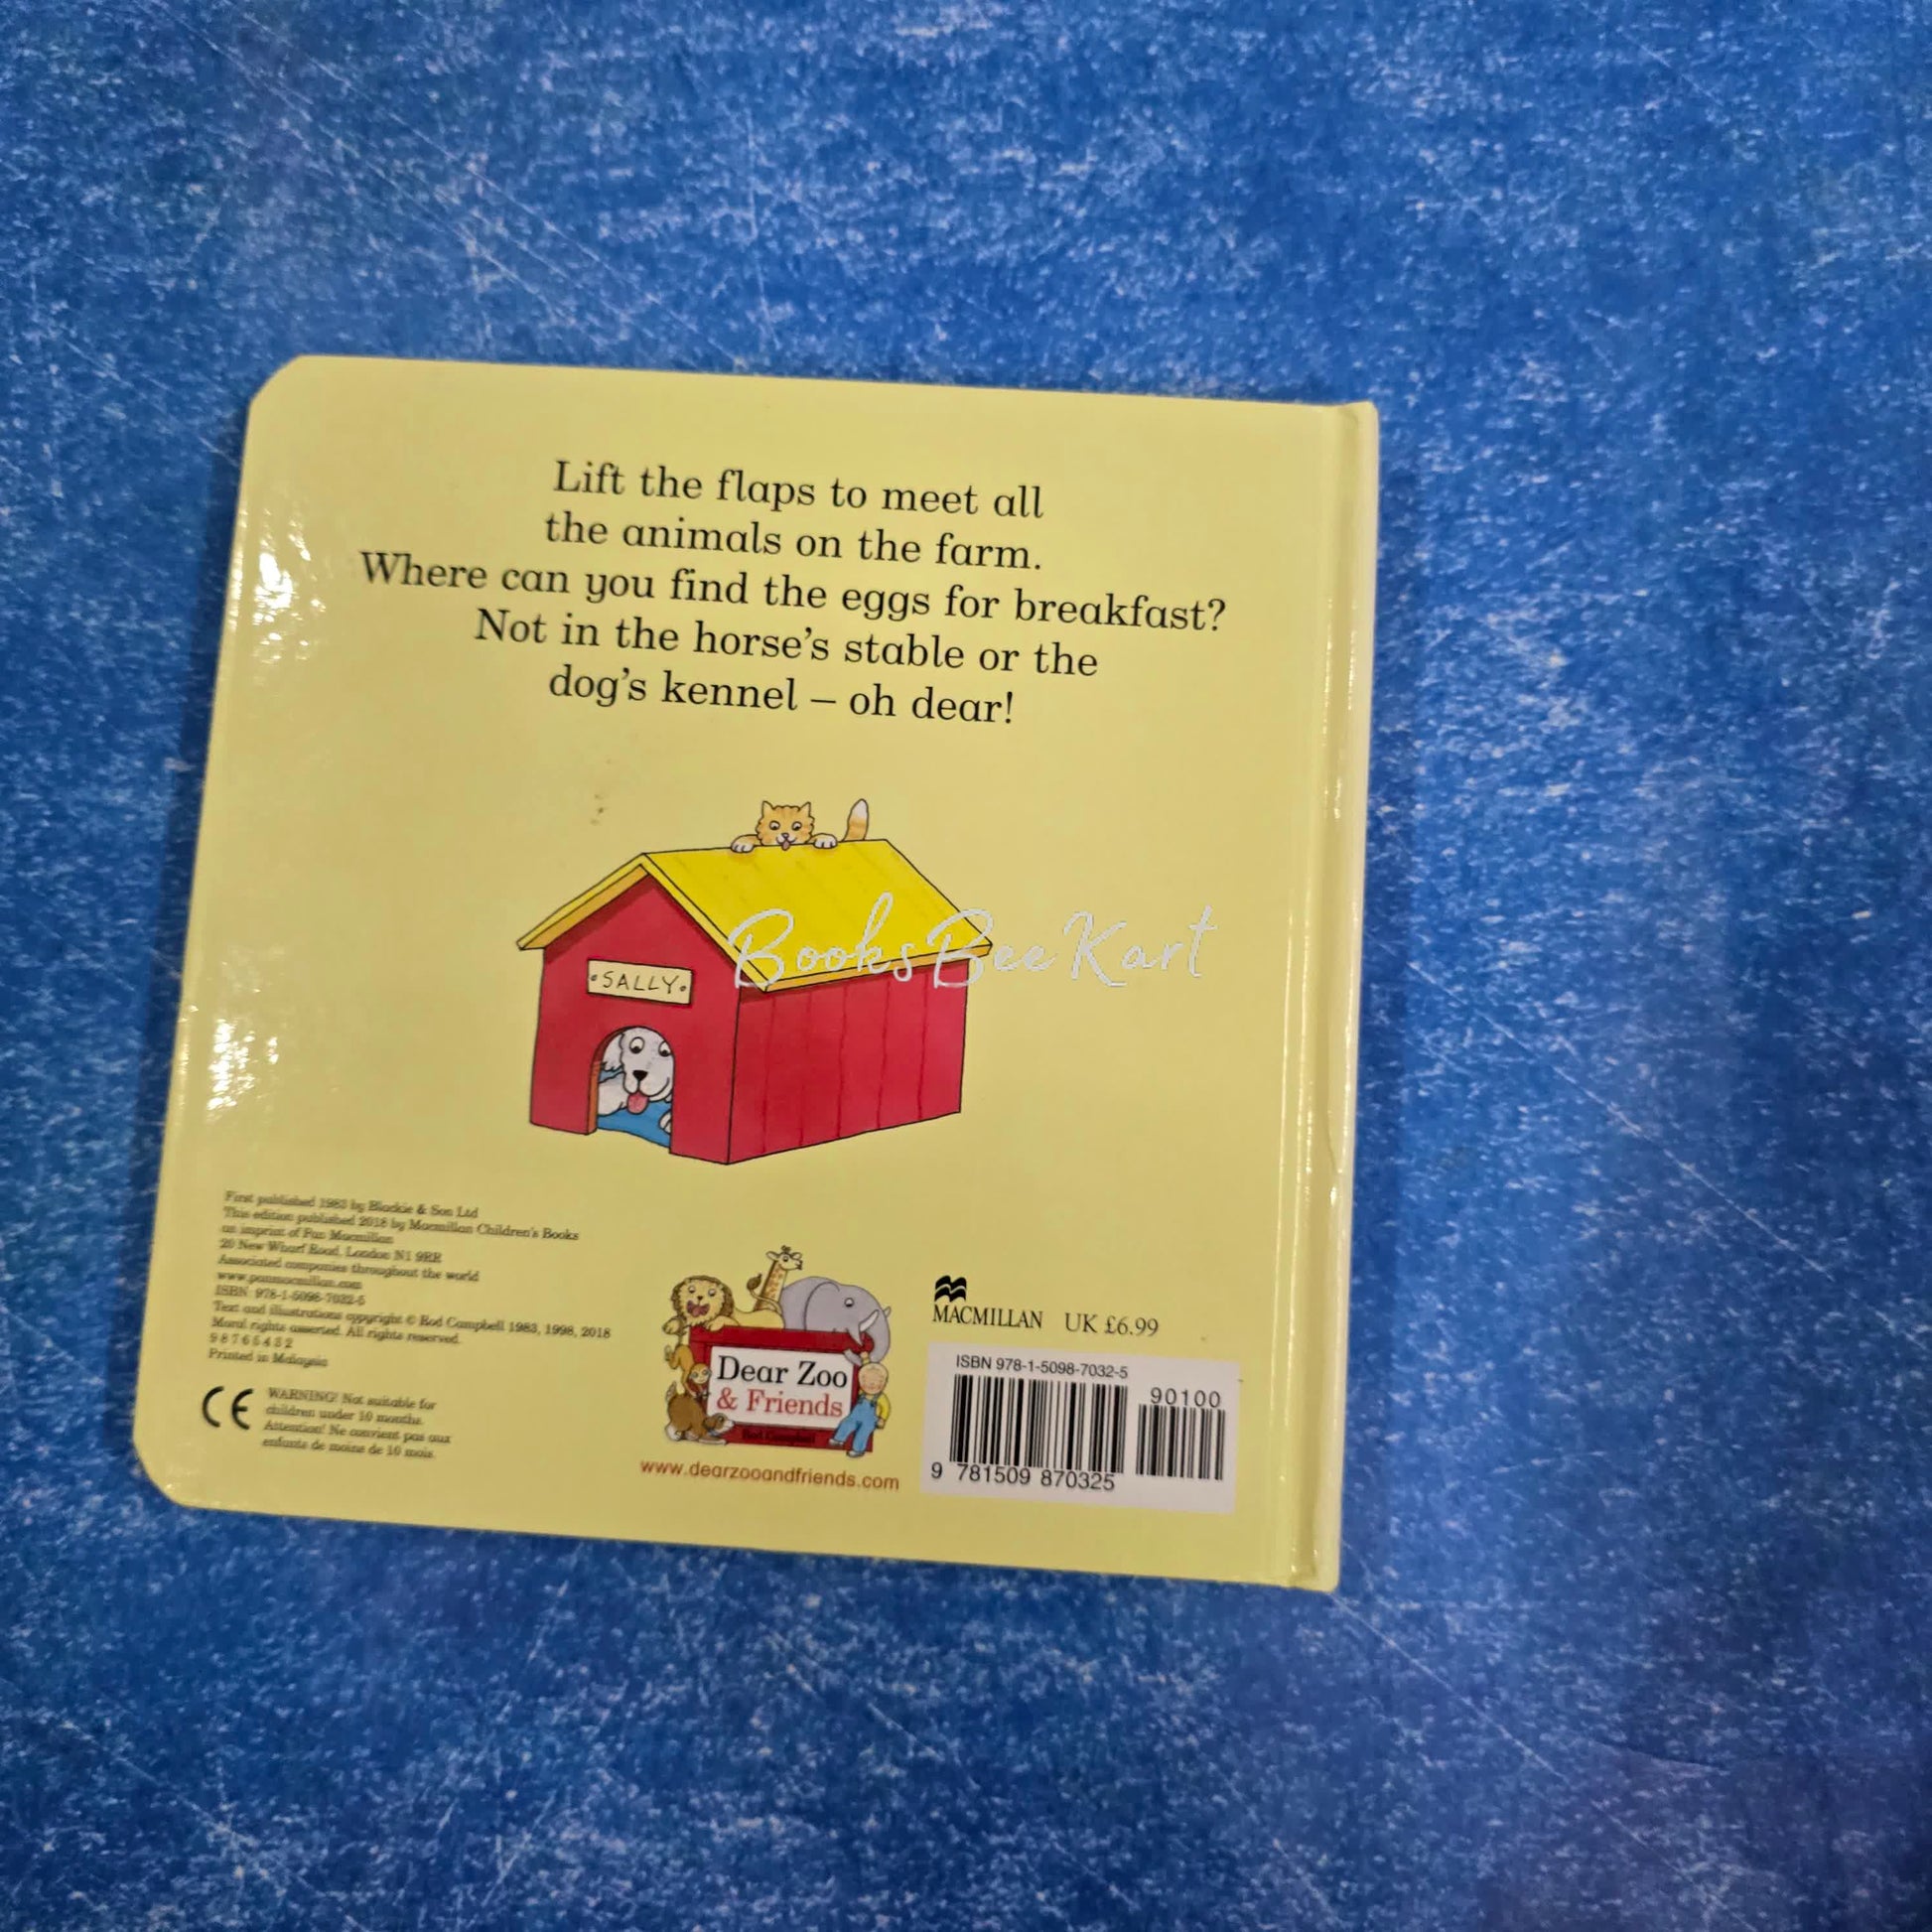 Lift the flaps to meet all
the animals on the farm.
Where can you find the eggs for breakfast?
Not in the horse's stable or the
dog's kennel – oh dear!
SALLY
BooksBeeKart
First published 1983 by Blackie & Son Ltd
This edition published 2018 by Macmillan Children's Books
an imprint of Pan Macmillan
20 New Wharf Road, London N1 9RR
Associated companies throughout the world
www.panmacmillan.com
ISBN: 978-1-5098-7032-5
Text and illustrations copyright © Rod Campbell 1983, 1998, 2018
Moral rights asserted. All rights reserved.
9 8 7 6 5 4 3 2
Printed in Malaysia
CE
WARNING! Not suitable for
children under 10 months.
Attention! Ne convient pas aux
enfants de moins de 10 mois.
Dear Zoo
& Friends
Rod Campbell
www.dearzooandfriends.com
MACMILLAN UK £6.99
ISBN 978-1-5098-7032-5
90100
9 781509 870325